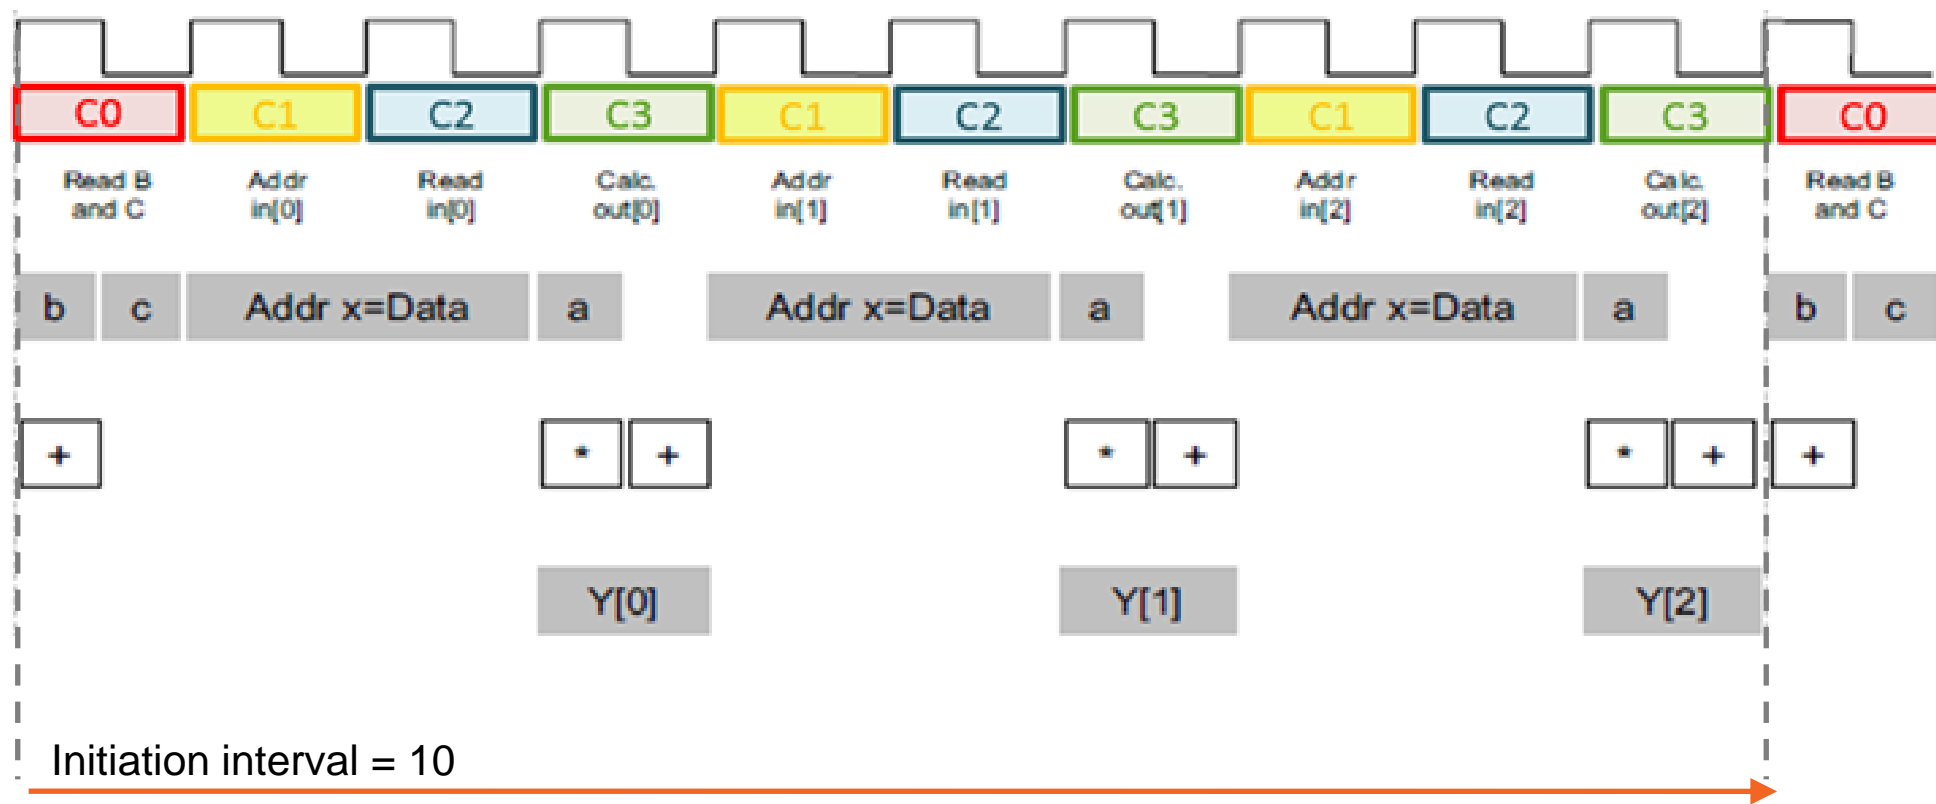 C0 C1 C2 C3 C1 C2 C3 C1 C2 C3 C0
Read B Addr Read Calc. Addr Read Calc. Addr Read Calc. Read B
and C in[0] in[0] out[0] in[1] in[1] out[1] in[2] in[2] out[2] and C
b c Addr x=Data a Addr x=Data a Addr x=Data a b c
+ * + * + * + +
Y[0] Y[1] Y[2]
Initiation interval = 10